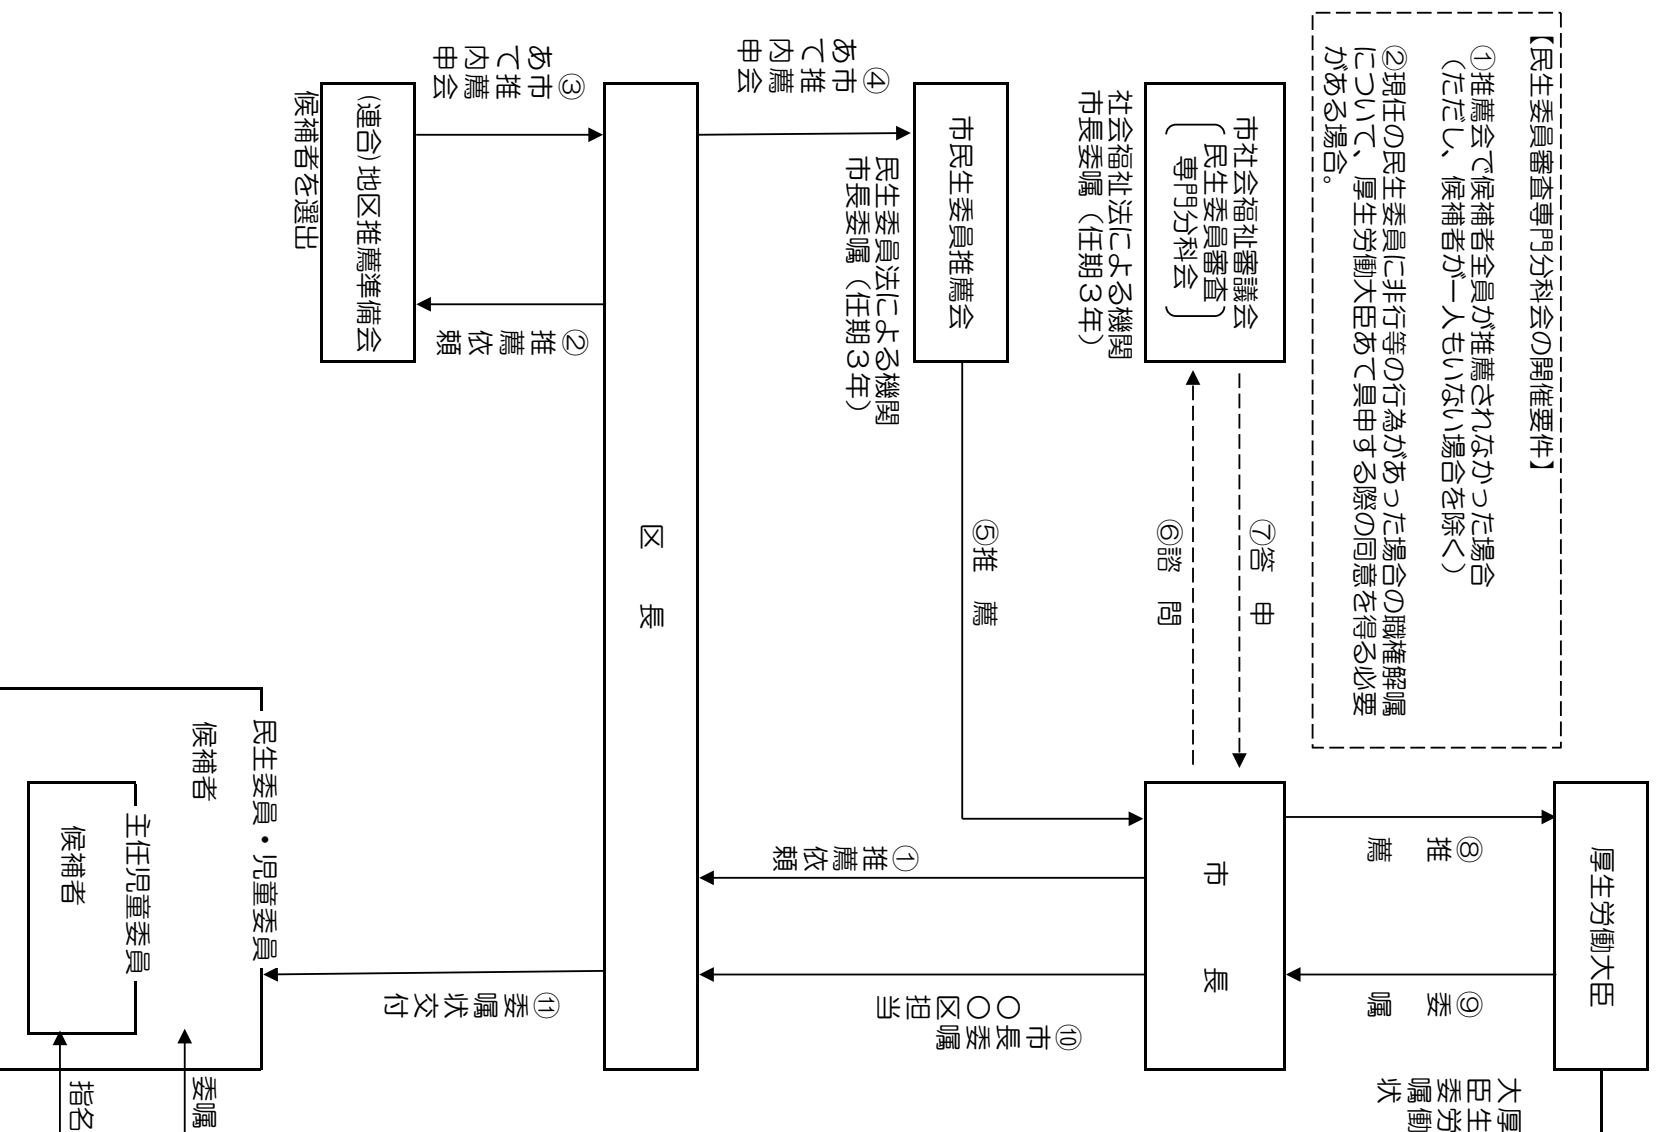 【民生委員審査専門分科会の開催要件】
①推薦会で候補者全員が推薦されなかった場合
（ただし、候補者が一人もいない場合を除く）
②現任の民生委員に非行等の行為があった場合の職権解嘱
について、厚生労働大臣あて具申する際の同意を得る必要
がある場合。
厚生労働大臣
⑧推　薦
⑨委　嘱
厚生労働
大臣委嘱
状
市社会福祉審議会
民生委員審査
専門分科会
社会福祉法による機関
市長委嘱（任期３年）
⑦答　申
⑥諮　問
市　長
市民生委員推薦会
民生委員法による機関
市長委嘱（任期３年）
⑤推　薦
④
市推薦会
あて内申
①推薦依頼
⑩市長委嘱
○○区担当
区　長
③
市推薦会
あて内申
②推薦依頼
⑪委嘱状交付
（連合）地区推薦準備会
候補者を選出
民生委員・児童委員
候補者
主任児童委員
候補者
委嘱
指名